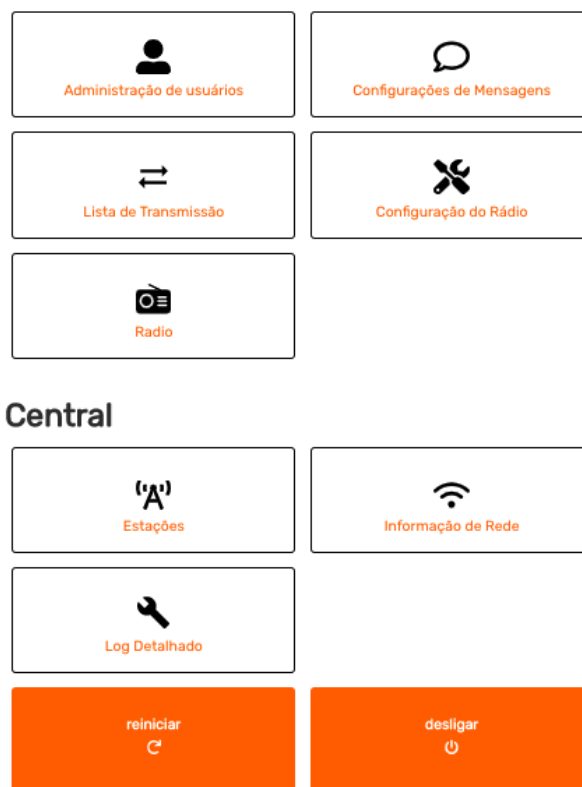 Administração de usuários
Configurações de Mensagens
Lista de Transmissão
Configuração do Rádio
Radio
Central
Estações
Informação de Rede
Log Detalhado
reiniciar
desligar